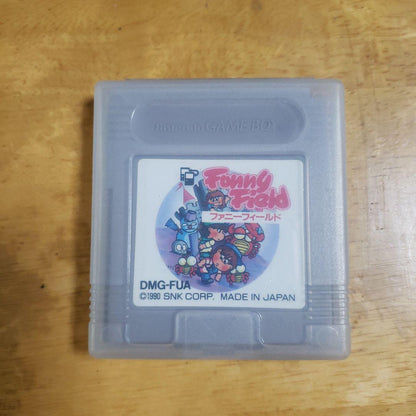 Nintendo GAME BOY
Funny
Field
ファニーフィールド
DMG-FUA
©1990 SNK CORP. MADE IN JAPAN